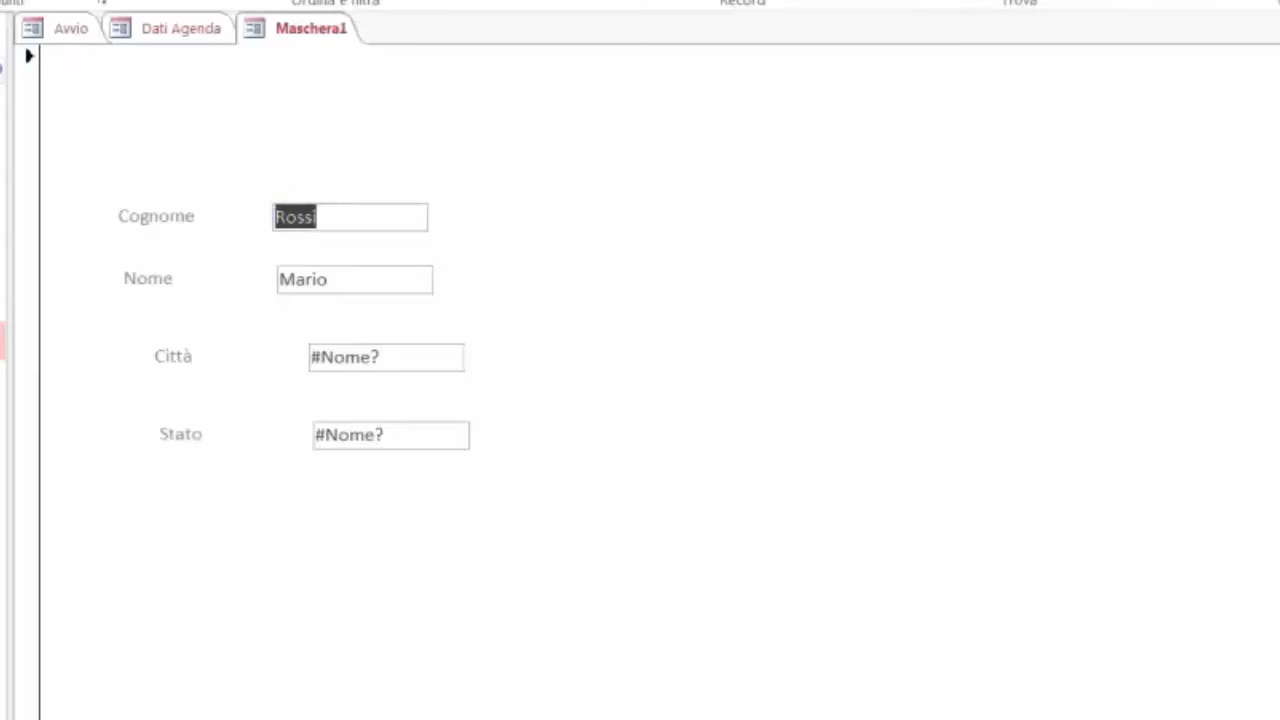 Ordina e filtra
Record
Trova
Avvio
Dati Agenda
Maschera1
Cognome
Rossi
Nome
Mario
Città
#Nome?
Stato
#Nome?